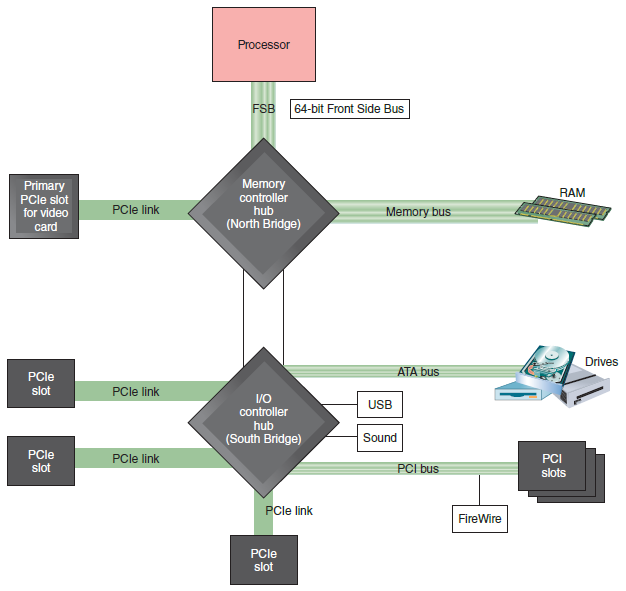 Processor
FSB
64-bit Front Side Bus
Primary
PCIe slot
for video
card
PCIe link
Memory
controller
hub
(North Bridge)
Memory bus
RAM
PCIe
slot
PCIe link
I/O
controller
hub
(South Bridge)
ATA bus
Drives
USB
Sound
PCIe
slot
PCIe link
PCI bus
PCI
slots
FireWire
PCIe link
PCIe
slot